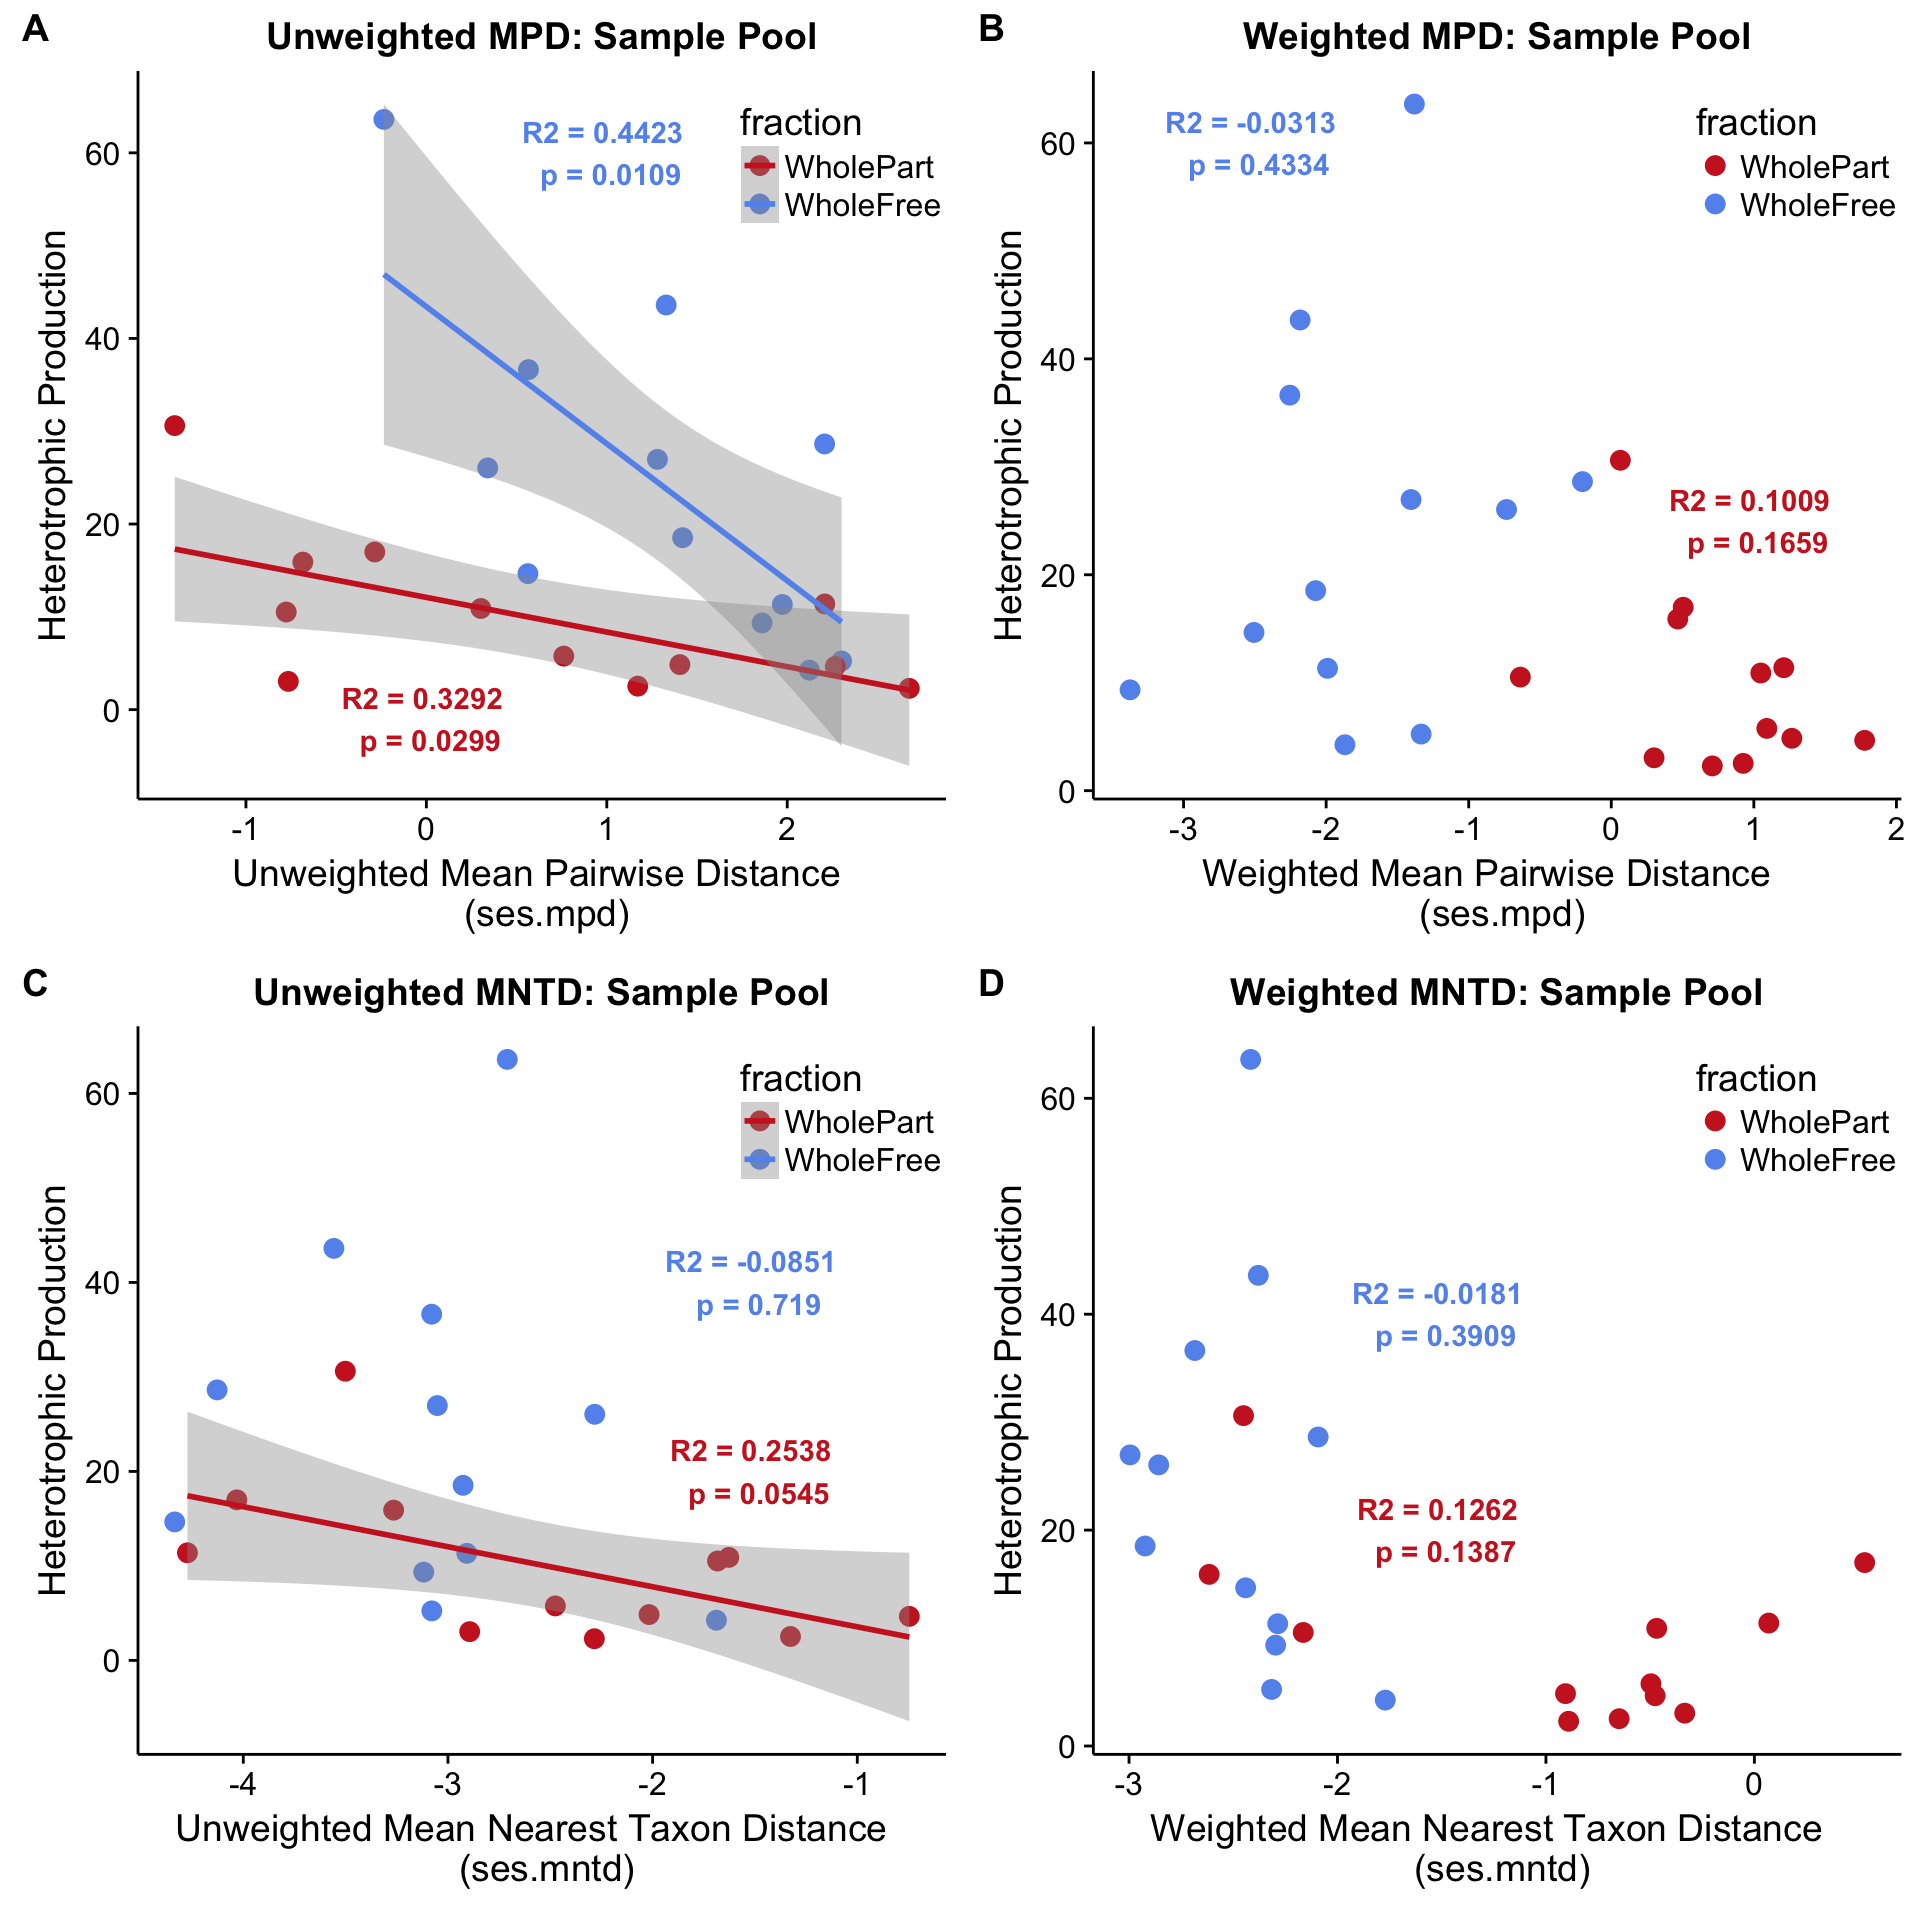 A
Unweighted MPD: Sample Pool
R2 = 0.4423
p = 0.0109
fraction
WholePart
WholeFree
R2 = 0.3292
p = 0.0299
Heterotrophic Production
60
40
20
0
-1
0
1
2
Unweighted Mean Pairwise Distance
(ses.mpd)
B
Weighted MPD: Sample Pool
R2 = -0.0313
p = 0.4334
fraction
WholePart
WholeFree
R2 = 0.1009
p = 0.1659
Heterotrophic Production
60
40
20
0
-3
-2
-1
0
1
2
Weighted Mean Pairwise Distance
(ses.mpd)
C
Unweighted MNTD: Sample Pool
fraction
WholePart
WholeFree
R2 = -0.0851
p = 0.719
R2 = 0.2538
p = 0.0545
Heterotrophic Production
60
40
20
0
-4
-3
-2
-1
Unweighted Mean Nearest Taxon Distance
(ses.mntd)
D
Weighted MNTD: Sample Pool
fraction
WholePart
WholeFree
R2 = -0.0181
p = 0.3909
R2 = 0.1262
p = 0.1387
Heterotrophic Production
60
40
20
0
-3
-2
-1
0
Weighted Mean Nearest Taxon Distance
(ses.mntd)